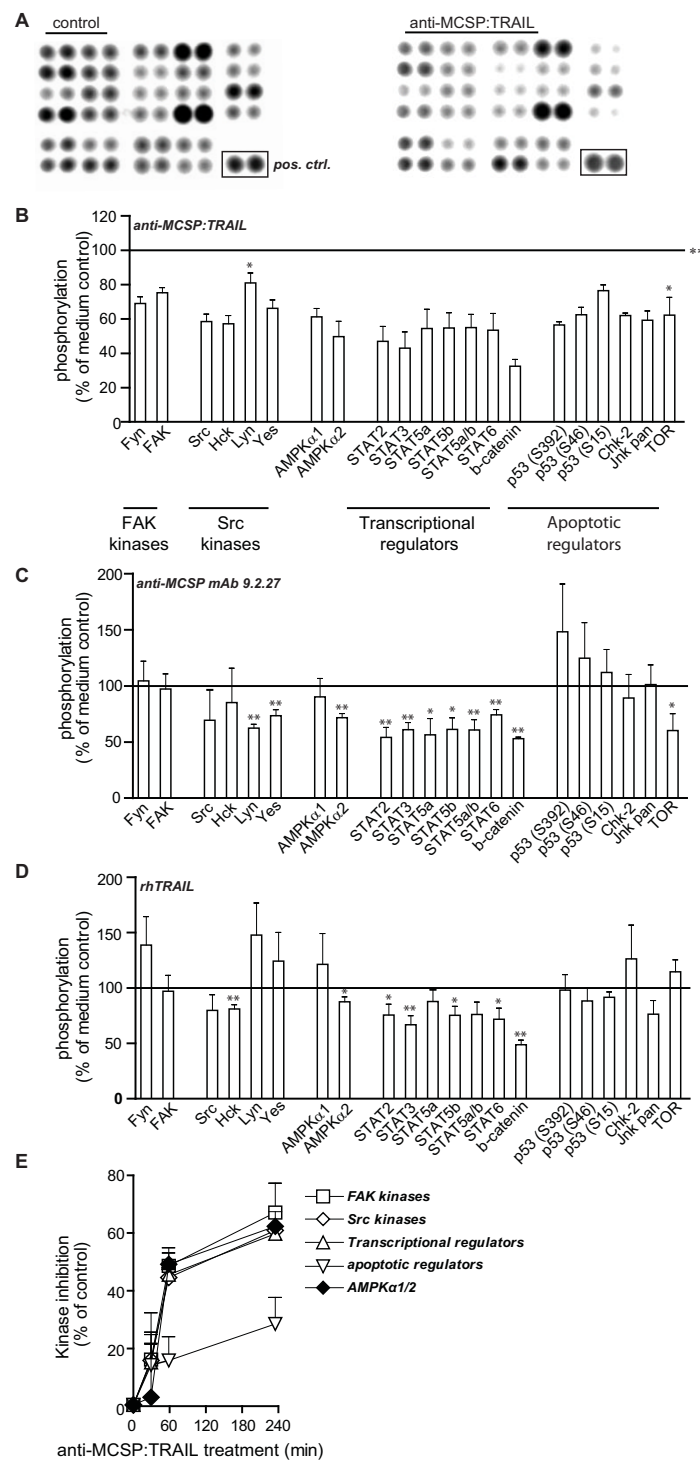 A
control
anti-MCSP:TRAIL
pos. ctrl.
B
anti-MCSP:TRAIL
phosphorylation
(% of medium control)
120
100
80
60
40
20
0
**
*
*
Fyn
FAK
Src
Hck
Lyn
Yes
AMPKα1
AMPKα2
STAT2
STAT3
STAT5a
STAT5b
STAT5a/b
STAT6
b-catenin
p53 (S392)
p53 (S46)
p53 (S15)
Chk-2
Jnk pan
TOR
FAK
kinases
Src
kinases
Transcriptional
regulators
Apoptotic
regulators
C
anti-MCSP mAb 9.2.27
phosphorylation
(% of medium control)
200
150
100
50
0
**
**
**
**
**
*
*
**
**
**
*
Fyn
FAK
Src
Hck
Lyn
Yes
AMPKα1
AMPKα2
STAT2
STAT3
STAT5a
STAT5b
STAT5a/b
STAT6
b-catenin
p53 (S392)
p53 (S46)
p53 (S15)
Chk-2
Jnk pan
TOR
D
rhTRAIL
phosphorylation
(% of medium control)
200
150
100
50
0
**
*
*
**
*
*
**
Fyn
FAK
Src
Hck
Lyn
Yes
AMPKα1
AMPKα2
STAT2
STAT3
STAT5a
STAT5b
STAT5a/b
STAT6
b-catenin
p53 (S392)
p53 (S46)
p53 (S15)
Chk-2
Jnk pan
TOR
E
Kinase inhibition
(% of control)
80
60
40
20
0
0 60 120 180 240
anti-MCSP:TRAIL treatment (min)
FAK kinases
Src kinases
Transcriptional regulators
apoptotic regulators
AMPKα1/2